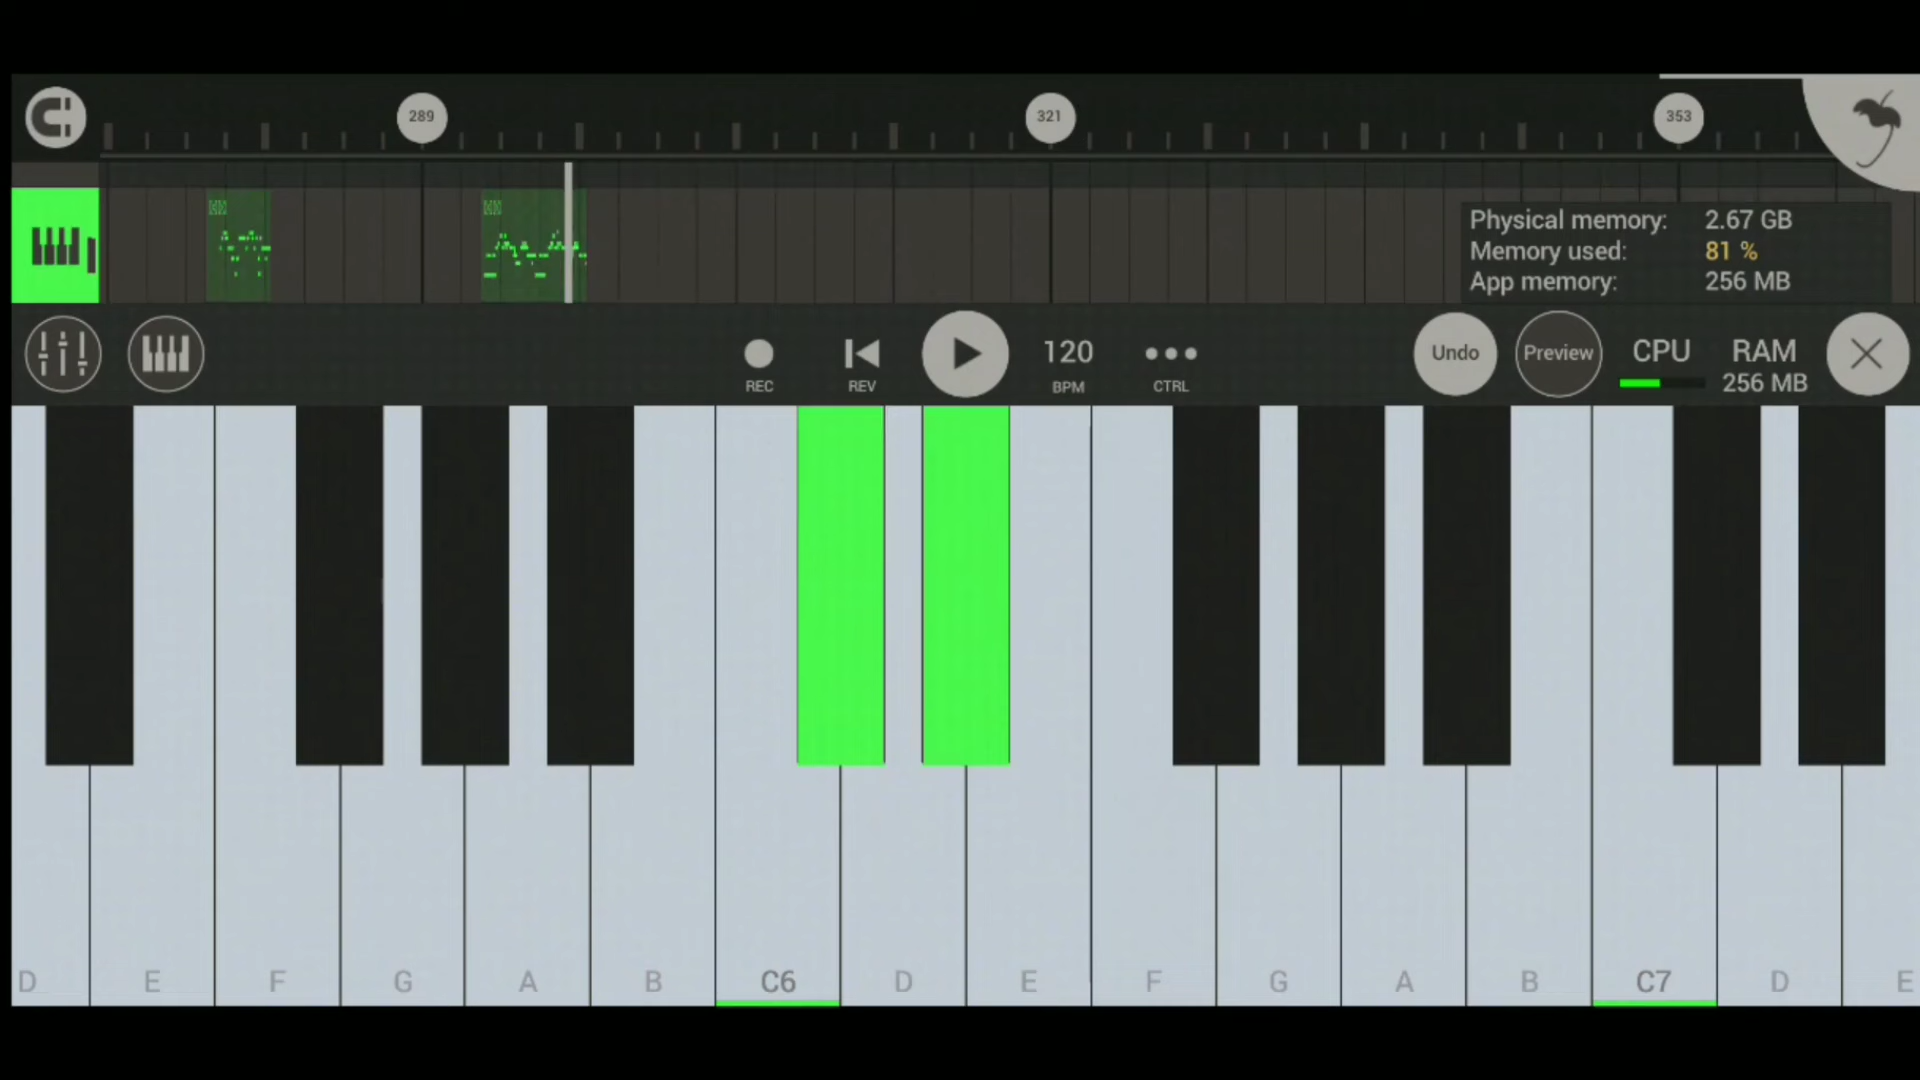 289 321 353
Physical memory: 2.67 GB
Memory used: 81 %
App memory: 256 MB
REC REV 120 BPM CTRL Undo Preview CPU RAM 256 MB
D E F G A B C6 D E F G A B C7 D E